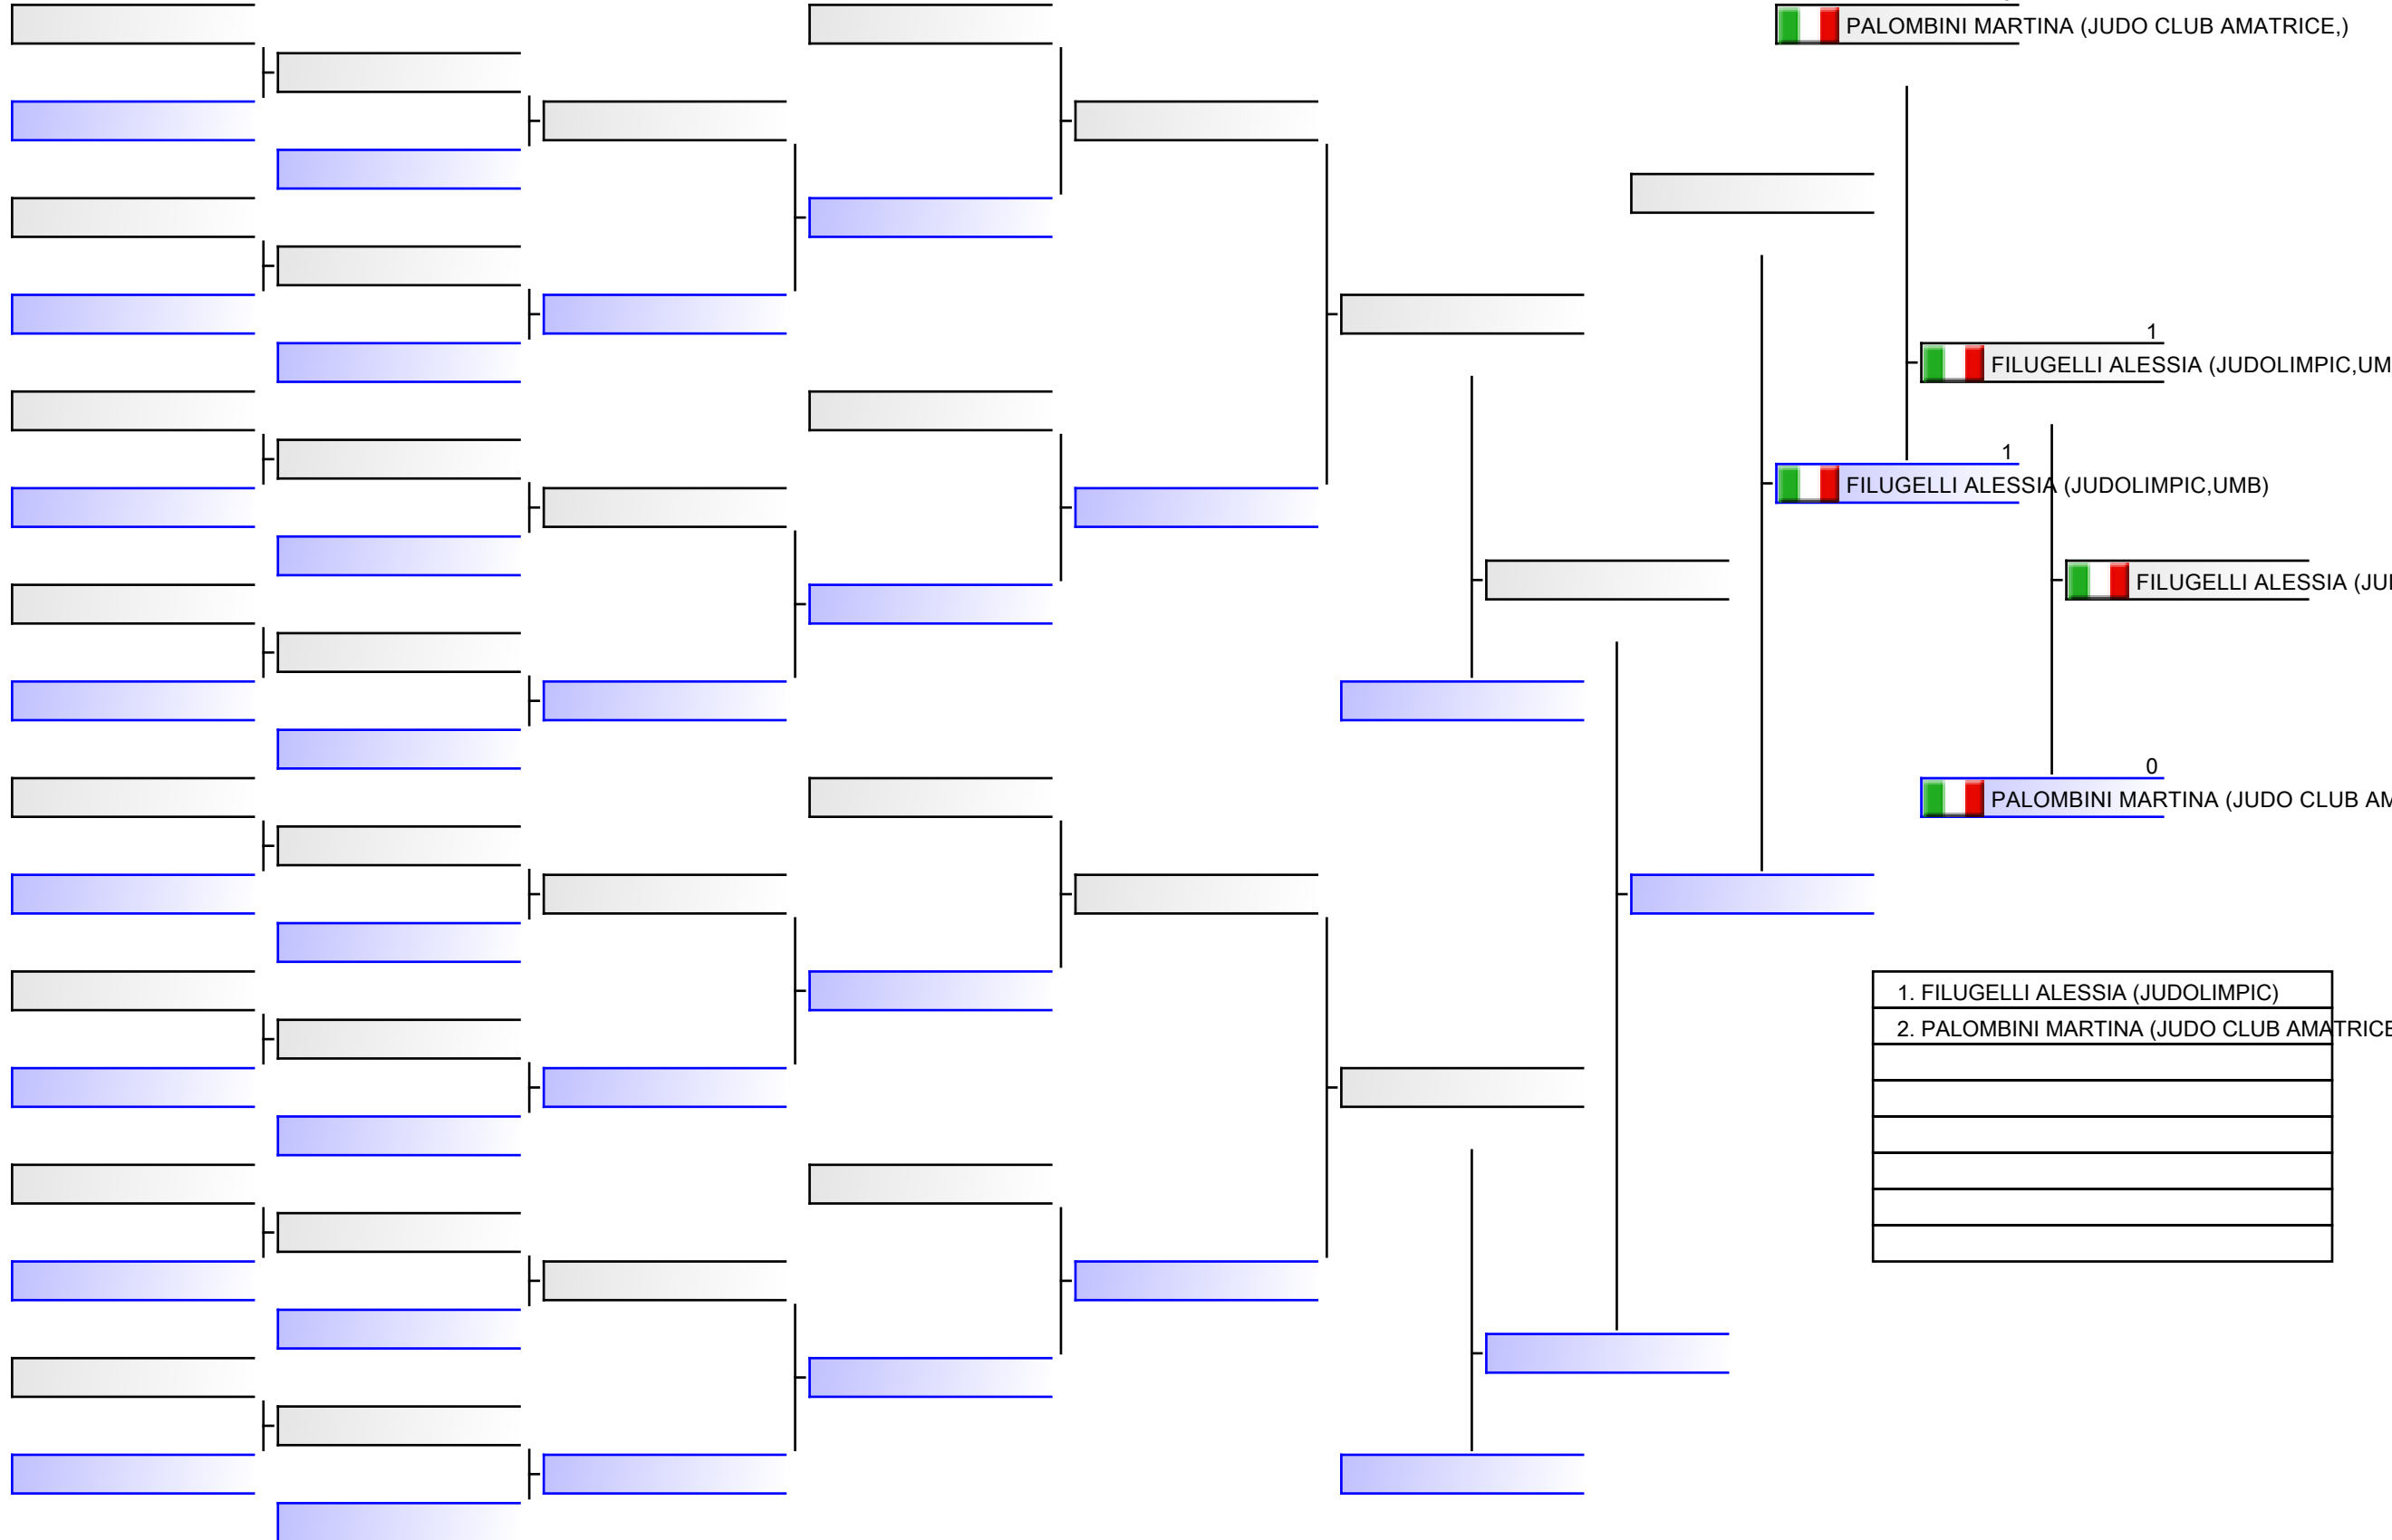 PALOMBINI MARTINA (JUDO CLUB AMATRICE,)
1
FILUGELLI ALESSIA (JUDOLIMPIC,UM
1
FILUGELLI ALESSIA (JUDOLIMPIC,UMB)
FILUGELLI ALESSIA (JU
0
PALOMBINI MARTINA (JUDO CLUB AM
1. FILUGELLI ALESSIA (JUDOLIMPIC)
2. PALOMBINI MARTINA (JUDO CLUB AMATRICE